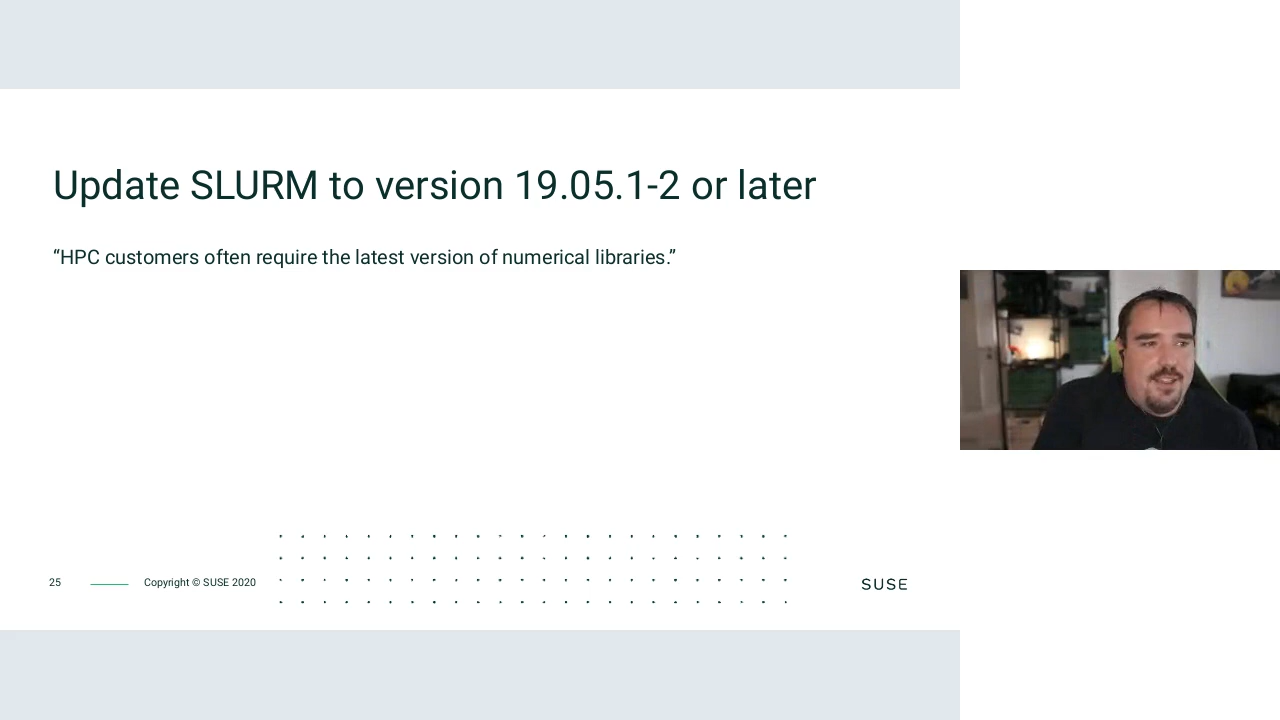 Update SLURM to version 19.05.1-2 or later
“HPC customers often require the latest version of numerical libraries.”
25
Copyright © SUSE 2020
SUSE